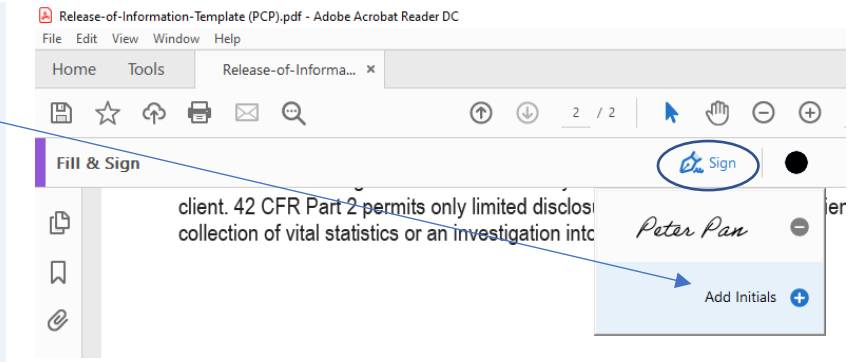 Release-of-Information-Template (PCP).pdf - Adobe Acrobat Reader DC
File Edit View Window Help
Home Tools Release-of-Informa... ×
2 / 2
Fill & Sign Sign
client. 42 CFR Part 2 permits only limited
collection of vital statistics or an investigation
Peter Pan
Add Initials